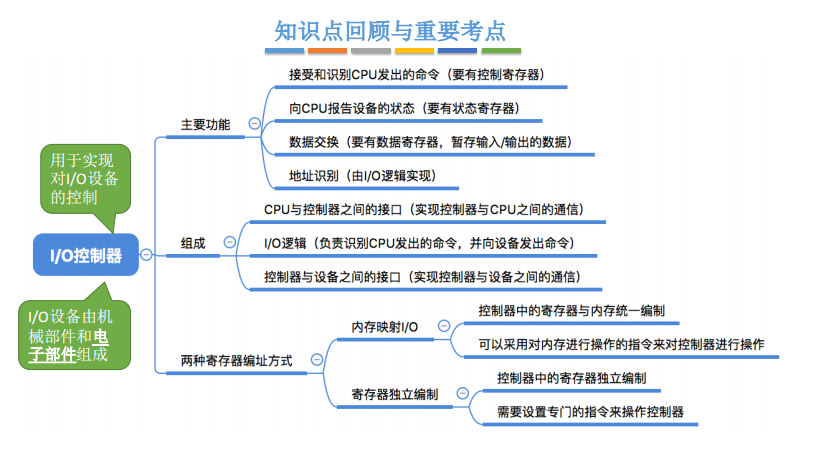 知识点回顾与重要考点
接受和识别CPU发出的命令（要有控制寄存器）
向CPU报告设备的状态（要有状态寄存器）
主要功能
数据交换（要有数据寄存器，暂存输入/输出的数据）
地址识别（由I/O逻辑实现）
用于实现
对I/O设备
的控制
CPU与控制器之间的接口（实现控制器与CPU之间的通信）
组成
I/O逻辑（负责识别CPU发出的命令，并向设备发出命令）
控制器与设备之间的接口（实现控制器与设备之间的通信）
I/O控制器
I/O设备由机
械部件和电
子部件组成
两种寄存器编址方式
内存映射I/O
控制器中的寄存器与内存统一编制
可以采用对内存进行操作的指令来对控制器进行操作
寄存器独立编制
控制器中的寄存器独立编制
需要设置专门的指令来操作控制器